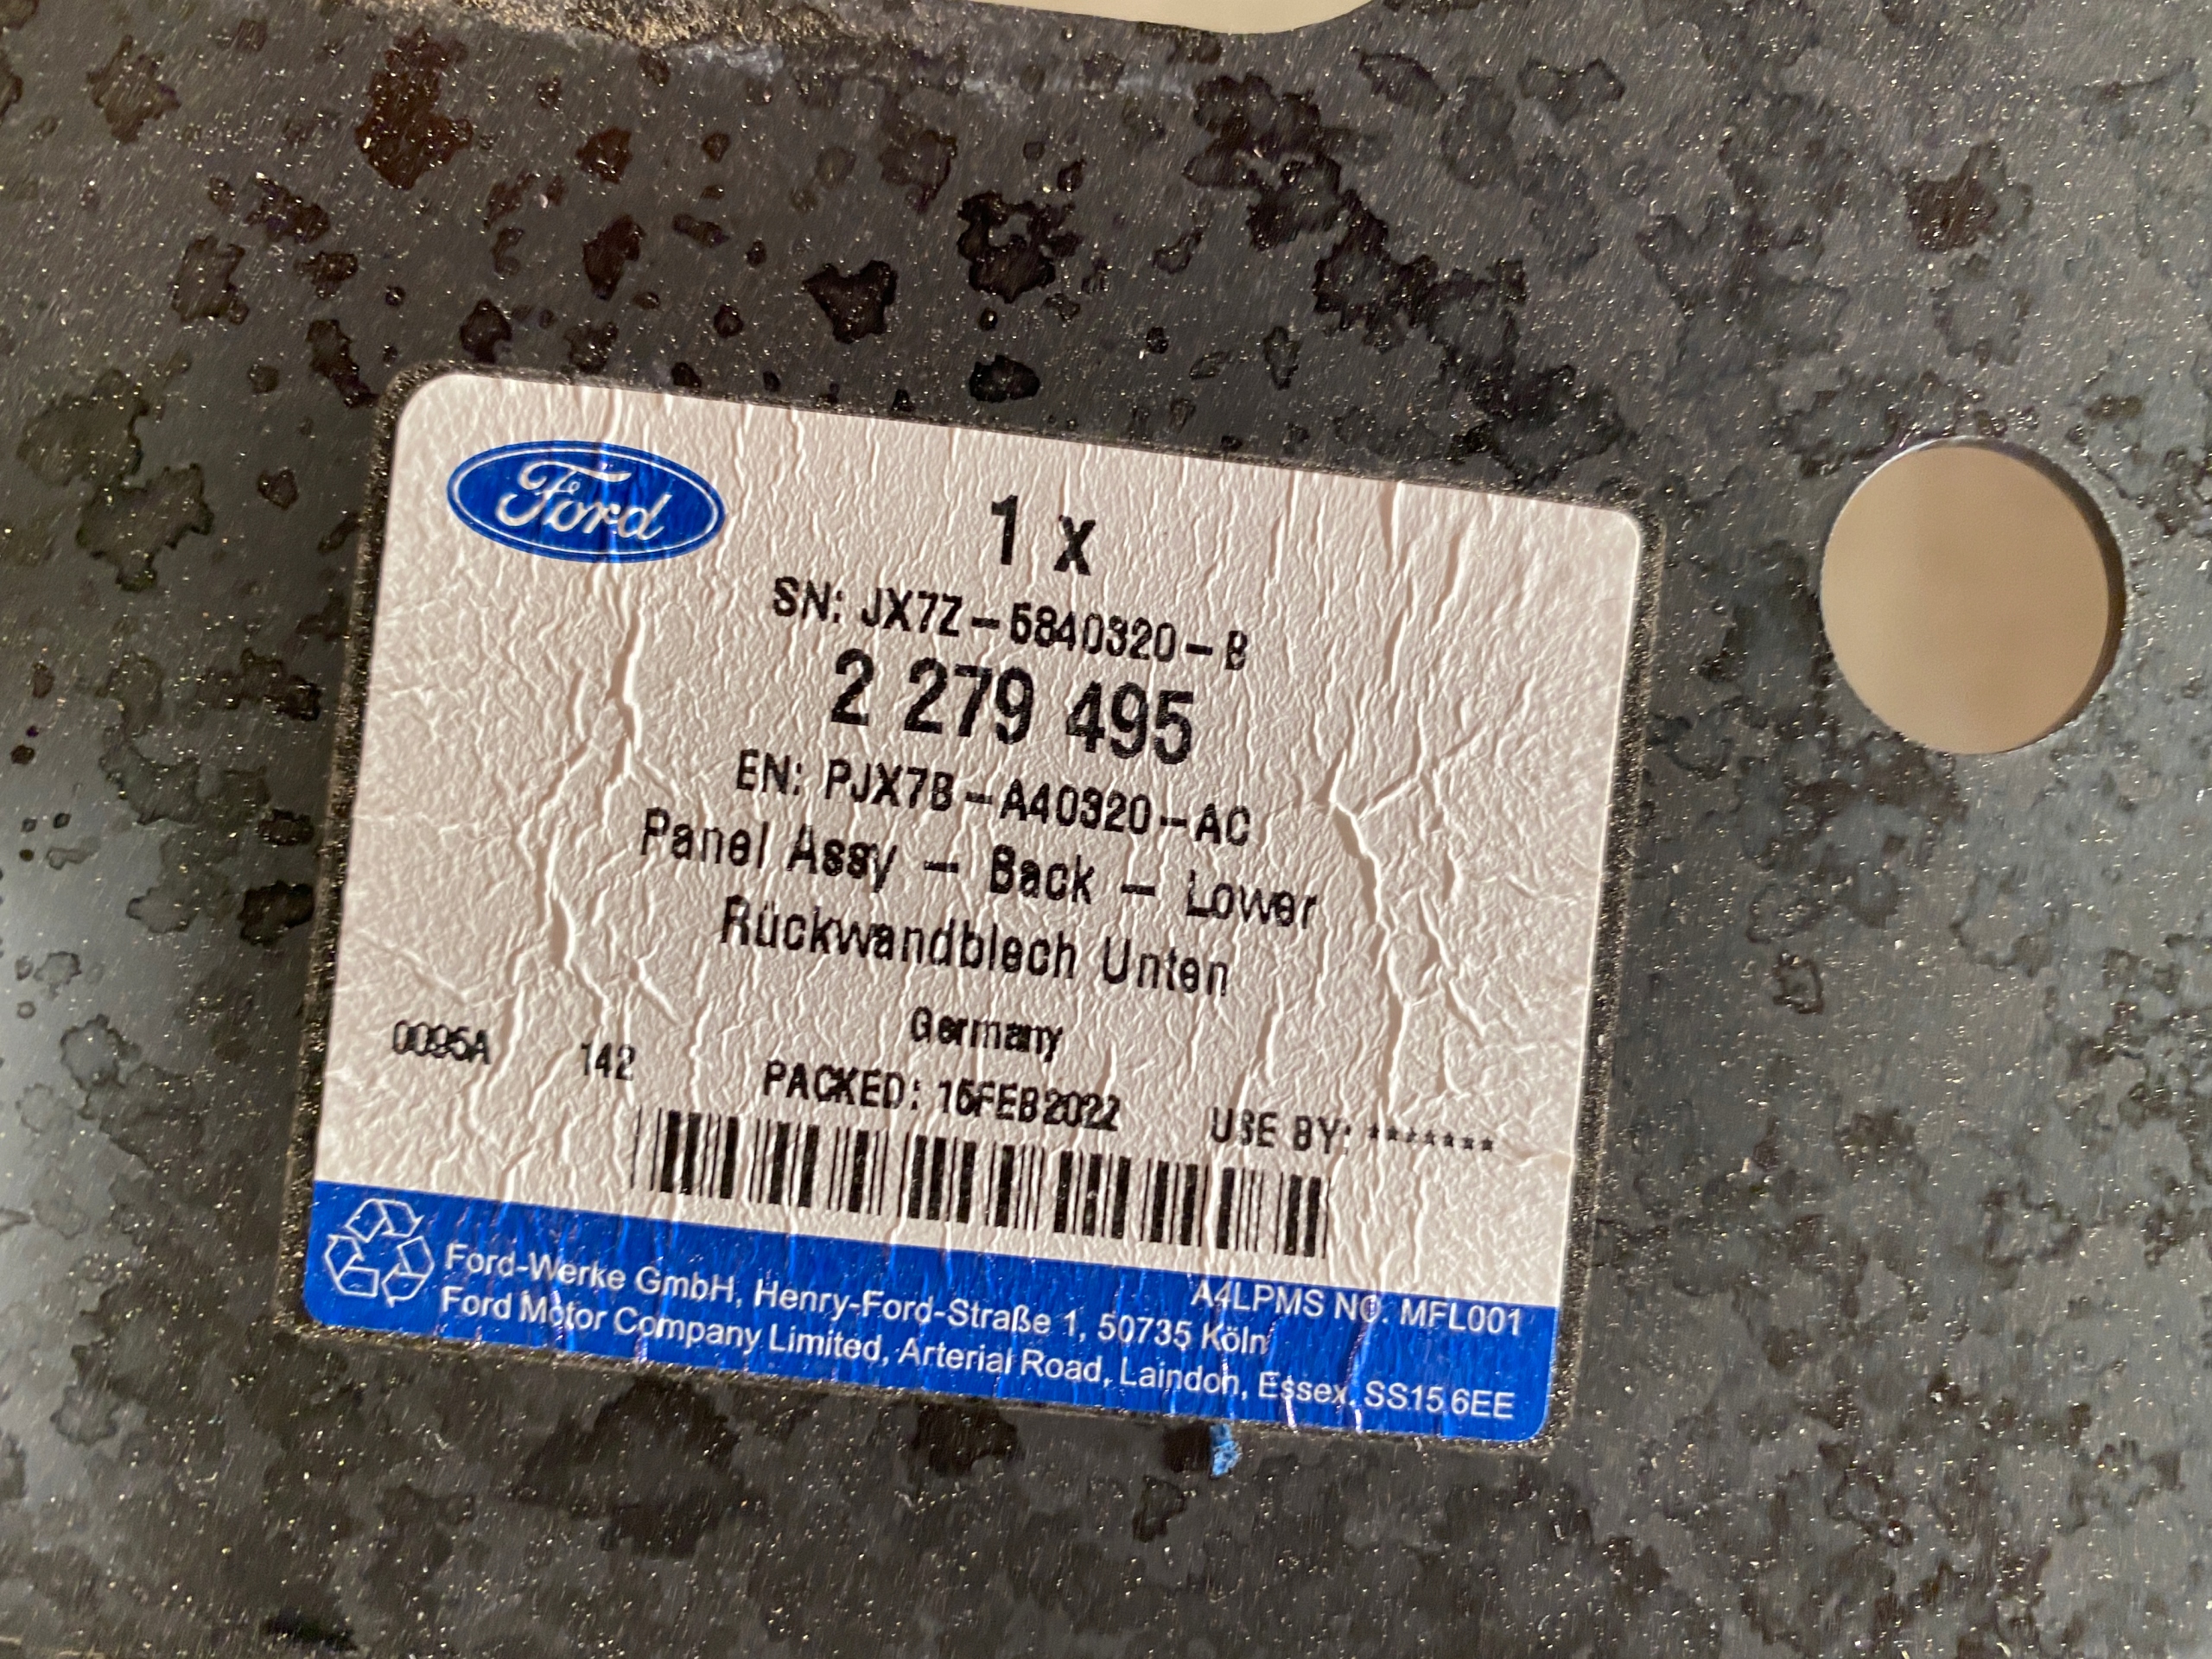 Ford
1 X
SN: JX7Z-5840320-B
2 279 495
EN: PJX7B-A40320-AC
Panel Assy - Back - Lower
Rückwandblech Unten
Germany
0095A 142 PACKED: 15FEB2022 USE BY: *******
A4LPMS NO. MFL001
Ford-Werke GmbH, Henry-Ford-Straße 1, 50735 Köln
Ford Motor Company Limited, Arterial Road, Laindon, Essex, SS15 6EE